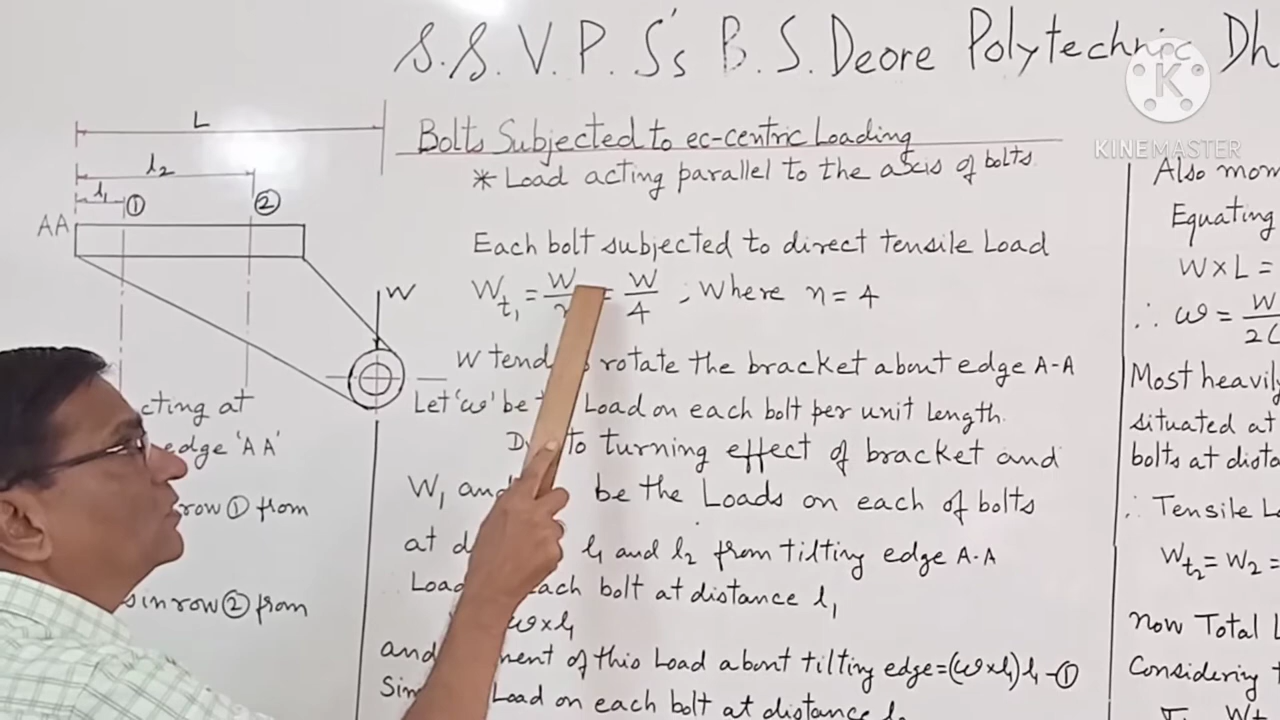 S.S.V.P.S's B.S. Deore Polytechnic Dh
K
KINEMASTER
L
l2
l1 ① ②
AA
W
cting at
edge 'AA'
row ① from
s in row ② from
Bolts Subjected to ec-centric Loading
* Load acting parallel to the axis of bolts.
Each bolt subjected to direct tensile Load
Wt1 = W/n = W/4 , Where n = 4
W tend rotate the bracket about edge A-A
Let 'ω' be Load on each bolt per unit length.
to turning effect of bracket and
W1 and be the Loads on each of bolts
at l1 and l2 from tilting edge A-A
Load each bolt at distance l1
ω×l1
and of this Load about tilting edge=(ω×l1)l1 -①
Load on each bolt at distance l2
Also mom
Equating
W×L =
∴ ω = W
Most heavily
situated at
bolts at dista
∴ Tensile L
Wt2 = W2 =
now Total L
Considering t
Wt